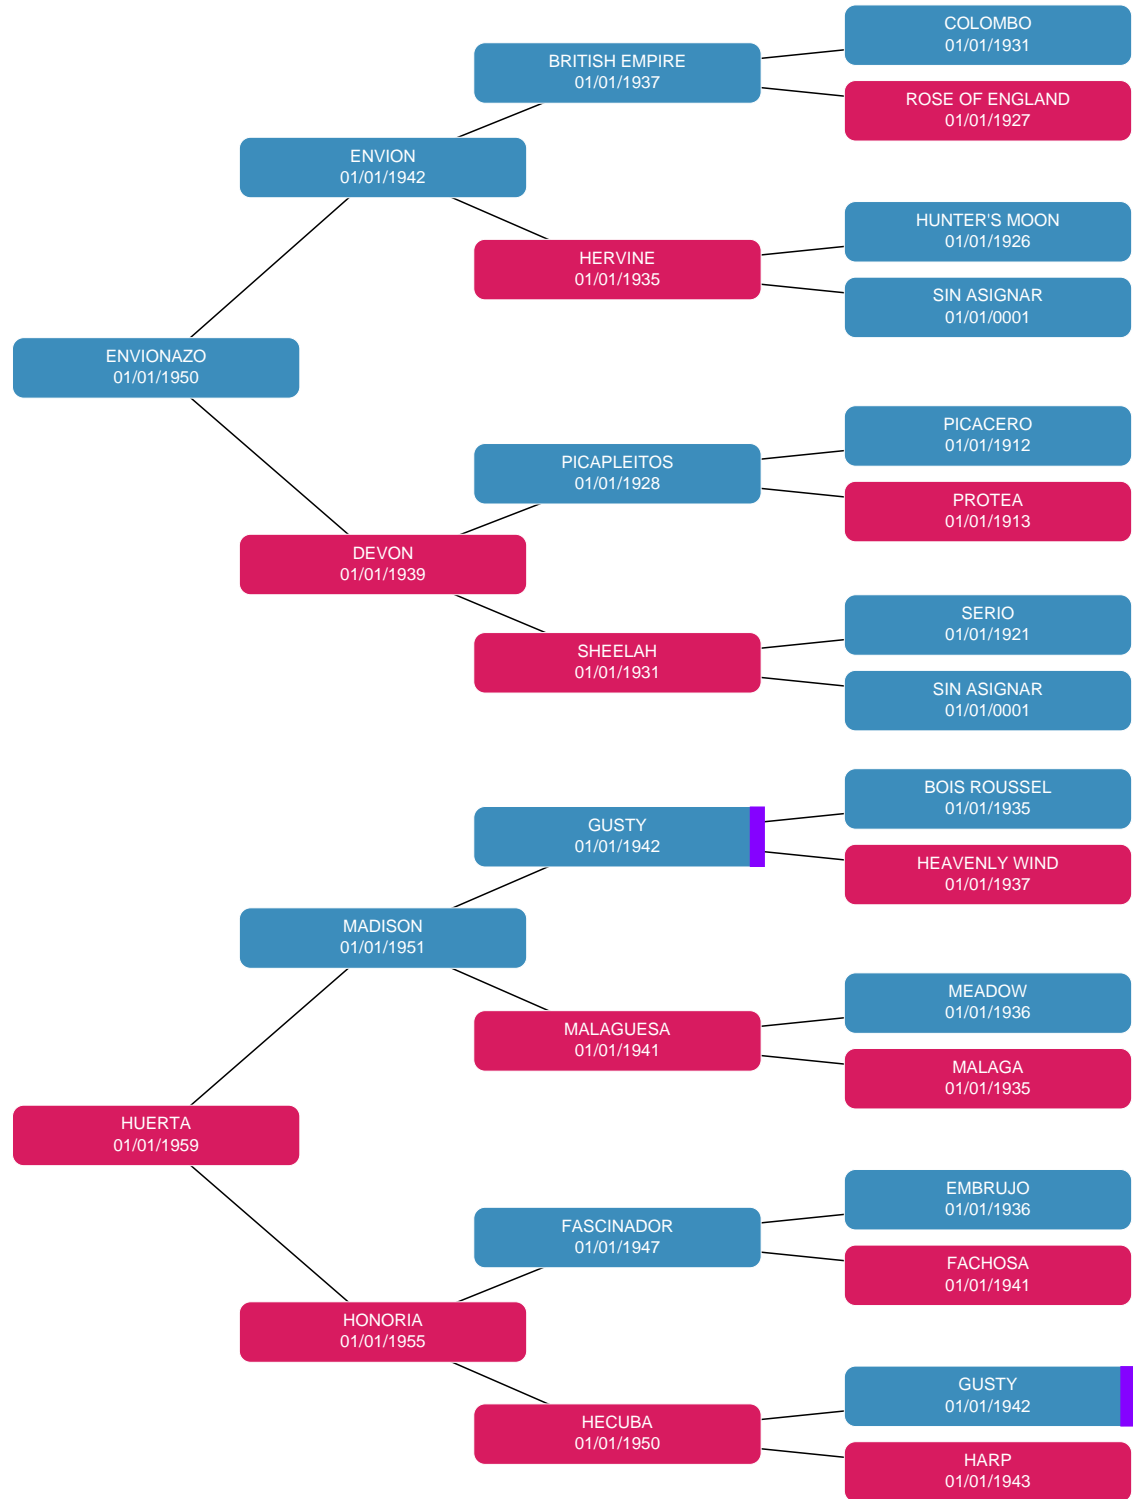 COLOMBO
01/01/1931
BRITISH EMPIRE
01/01/1937
ROSE OF ENGLAND
01/01/1927
ENVION
01/01/1942
HUNTER'S MOON
01/01/1926
HERVINE
01/01/1935
SIN ASIGNAR
01/01/0001
ENVIONAZO
01/01/1950
PICACERO
01/01/1912
PICAPLEITOS
01/01/1928
PROTEA
01/01/1913
DEVON
01/01/1939
SERIO
01/01/1921
SHEELAH
01/01/1931
SIN ASIGNAR
01/01/0001
BOIS ROUSSEL
01/01/1935
GUSTY
01/01/1942
HEAVENLY WIND
01/01/1937
MADISON
01/01/1951
MEADOW
01/01/1936
MALAGUESA
01/01/1941
MALAGA
01/01/1935
HUERTA
01/01/1959
EMBRUJO
01/01/1936
FASCINADOR
01/01/1947
FACHOSA
01/01/1941
HONORIA
01/01/1955
GUSTY
01/01/1942
HECUBA
01/01/1950
HARP
01/01/1943